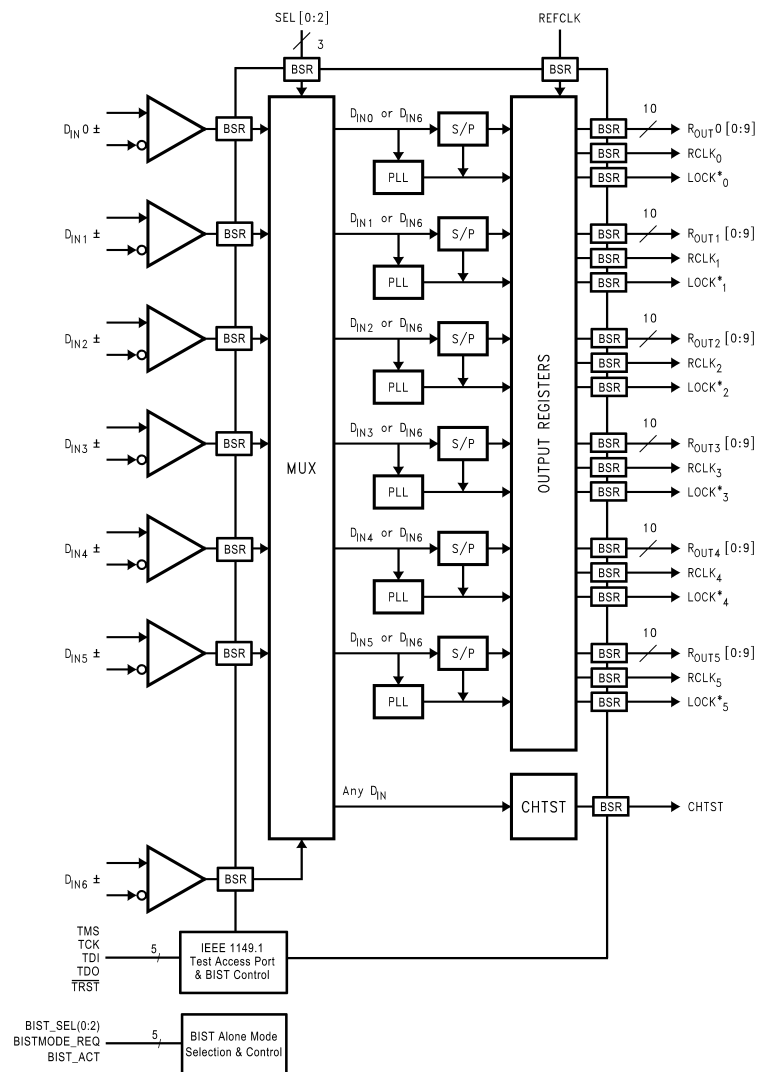 SEL [0:2]
3
REFCLK
BSR
BSR
D_IN 0 ±
BSR
D_IN0 or D_IN6
S/P
PLL
BSR
10
R_OUT0 [0:9]
BSR
RCLK_0
BSR
LOCK*_0
D_IN1 ±
BSR
D_IN1 or D_IN6
S/P
PLL
BSR
10
R_OUT1 [0:9]
BSR
RCLK_1
BSR
LOCK*_1
D_IN2 ±
BSR
D_IN2 or D_IN6
S/P
PLL
BSR
10
R_OUT2 [0:9]
BSR
RCLK_2
BSR
LOCK*_2
MUX
OUTPUT REGISTERS
D_IN3 ±
BSR
D_IN3 or D_IN6
S/P
PLL
BSR
10
R_OUT3 [0:9]
BSR
RCLK_3
BSR
LOCK*_3
D_IN4 ±
BSR
D_IN4 or D_IN6
S/P
PLL
BSR
10
R_OUT4 [0:9]
BSR
RCLK_4
BSR
LOCK*_4
D_IN5 ±
BSR
D_IN5 or D_IN6
S/P
PLL
BSR
10
R_OUT5 [0:9]
BSR
RCLK_5
BSR
LOCK*_5
Any D_IN
CHTST
BSR
CHTST
D_IN6 ±
BSR
TMS
TCK
TDI
TDO
TRST
5
IEEE 1149.1
Test Access Port
& BIST Control
BIST_SEL(0:2)
BISTMODE_REQ
BIST_ACT
5
BIST Alone Mode
Selection & Control